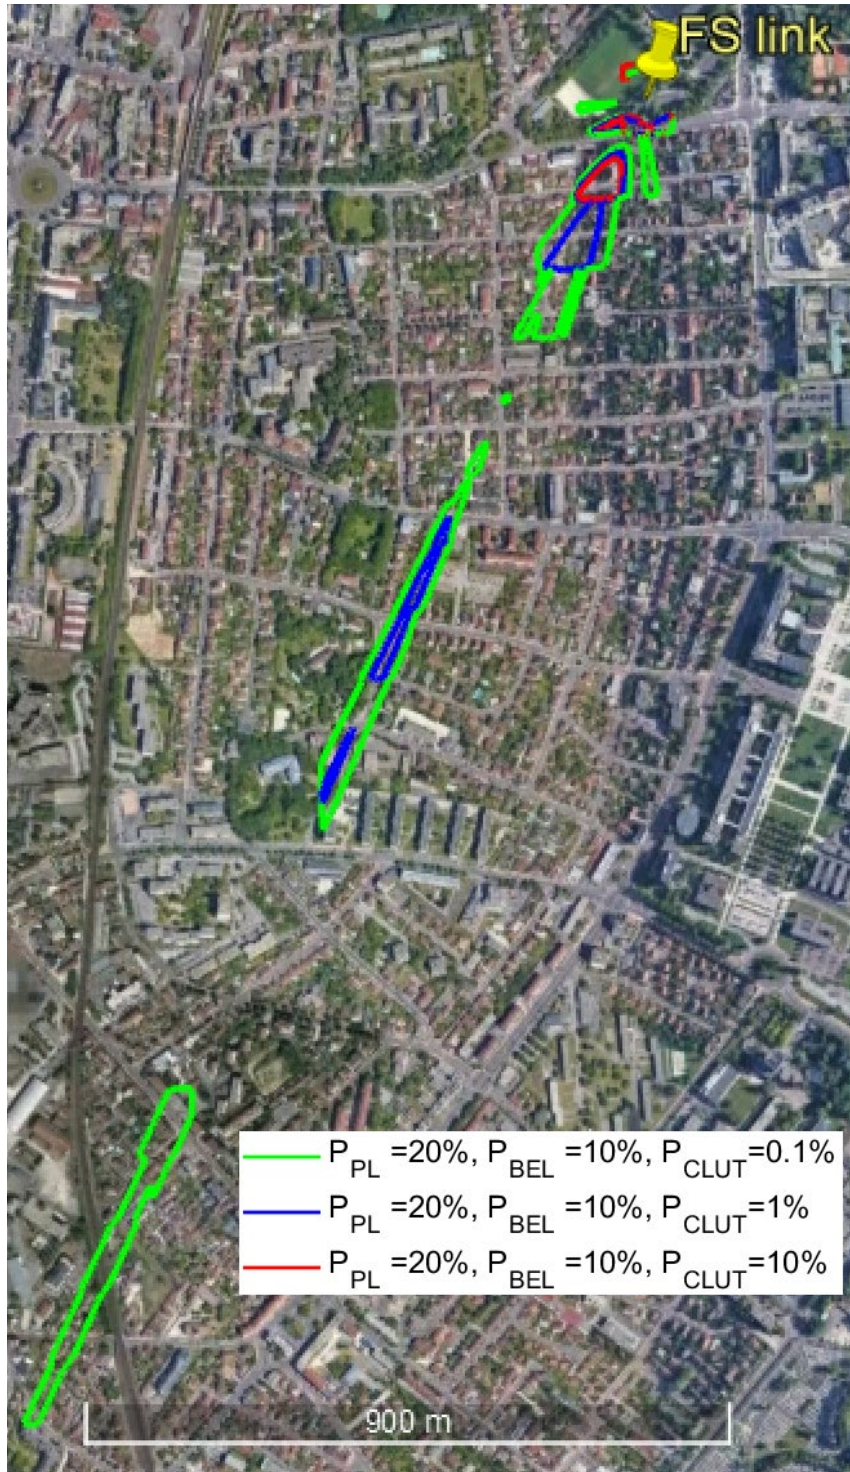 FS link
P_PL =20%, P_BEL =10%, P_CLUT=0.1%
P_PL =20%, P_BEL =10%, P_CLUT=1%
P_PL =20%, P_BEL =10%, P_CLUT=10%
900 m